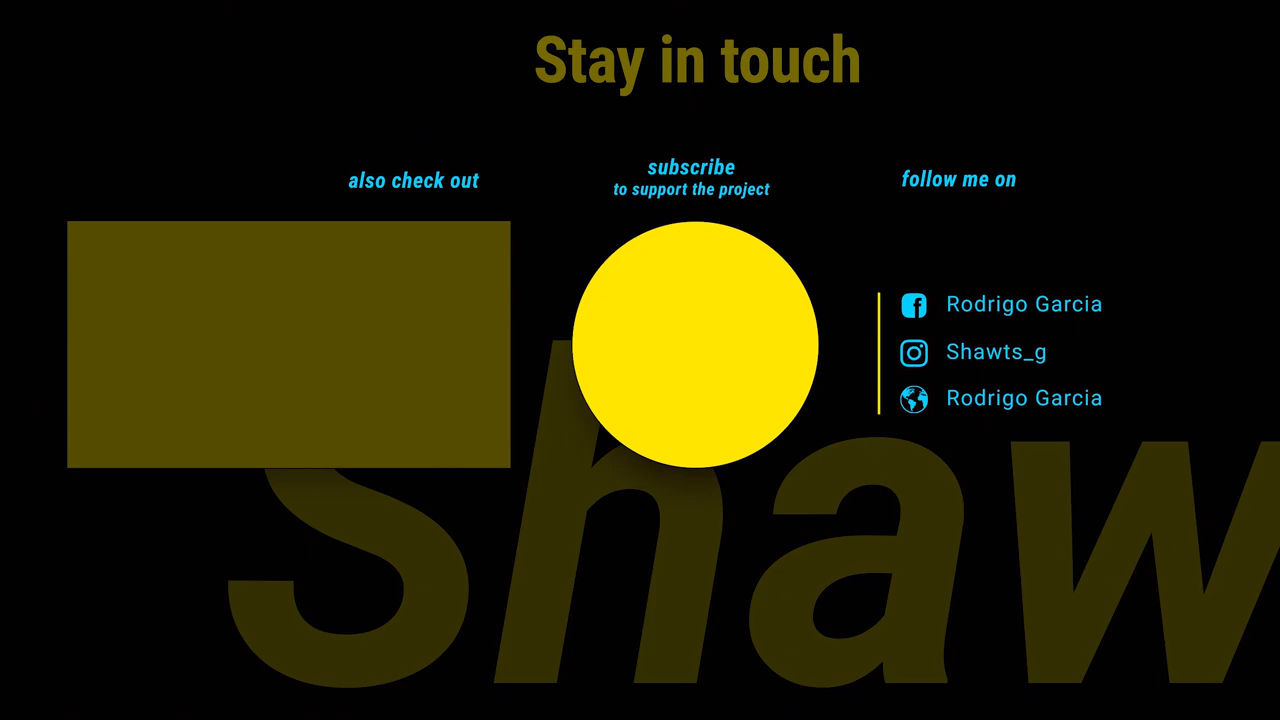 Stay in touch
also check out
subscribe
to support the project
follow me on
Rodrigo Garcia
Shawts_g
Rodrigo Garcia
Shaw